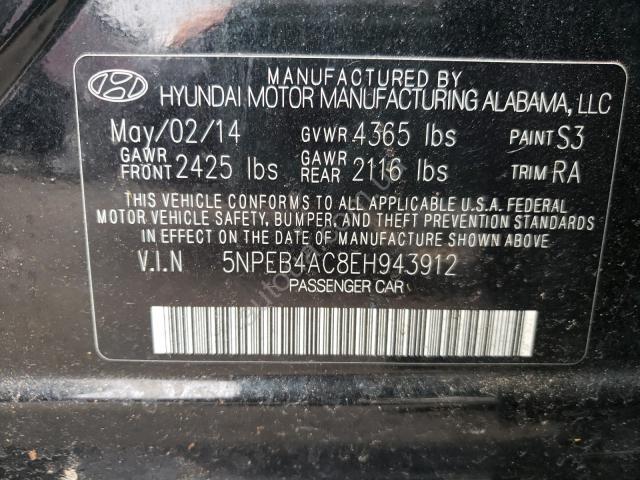 MANUFACTURED BY
HYUNDAI MOTOR MANUFACTURING ALABAMA, LLC
May/02/14 GVWR 4365 lbs PAINT S3
GAWR FRONT 2425 lbs GAWR REAR 2116 lbs TRIM RA
THIS VEHICLE CONFORMS TO ALL APPLICABLE U.S.A. FEDERAL
MOTOR VEHICLE SAFETY, BUMPER, AND THEFT PREVENTION STANDARDS
IN EFFECT ON THE DATE OF MANUFACTURE SHOWN ABOVE.
V.I.N 5NPEB4AC8EH943912
PASSENGER CAR